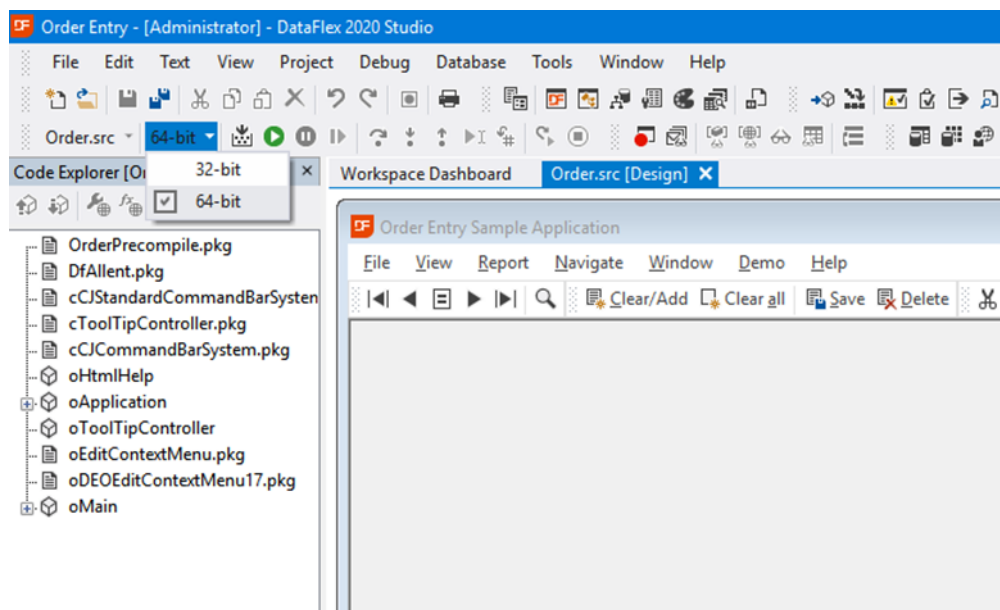 Order Entry - [Administrator] - DataFlex 2020 Studio
File Edit Text View Project Debug Database Tools Window Help
Order.src 64-bit
32-bit
64-bit
Code Explorer [O
Workspace Dashboard Order.src [Design]
OrderPrecompile.pkg
DfAllent.pkg
cCJStandardCommandBarSysten
cToolTipController.pkg
cCJCommandBarSystem.pkg
oHtmlHelp
oApplication
oToolTipController
oEditContextMenu.pkg
oDEOEditContextMenu17.pkg
oMain
Order Entry Sample Application
File View Report Navigate Window Demo Help
Clear/Add Clear all Save Delete